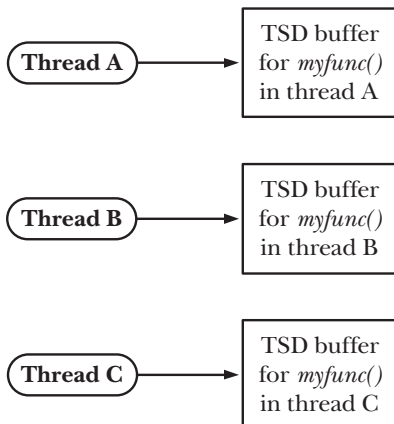 Thread A
TSD buffer
for myfunc()
in thread A
Thread B
TSD buffer
for myfunc()
in thread B
Thread C
TSD buffer
for myfunc()
in thread C